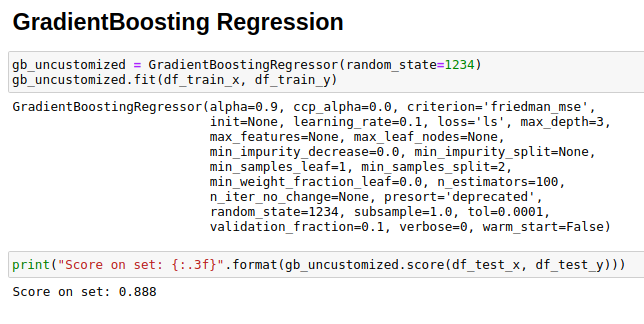 GradientBoosting Regression
gb_uncustomized = GradientBoostingRegressor(random_state=1234)
gb_uncustomized.fit(df_train_x, df_train_y)
GradientBoostingRegressor(alpha=0.9, ccp_alpha=0.0, criterion='friedman_mse',
init=None, learning_rate=0.1, loss='ls', max_depth=3,
max_features=None, max_leaf_nodes=None,
min_impurity_decrease=0.0, min_impurity_split=None,
min_samples_leaf=1, min_samples_split=2,
min_weight_fraction_leaf=0.0, n_estimators=100,
n_iter_no_change=None, presort='deprecated',
random_state=1234, subsample=1.0, tol=0.0001,
validation_fraction=0.1, verbose=0, warm_start=False)
print("Score on set: {:.3f}".format(gb_uncustomized.score(df_test_x, df_test_y)))
Score on set: 0.888